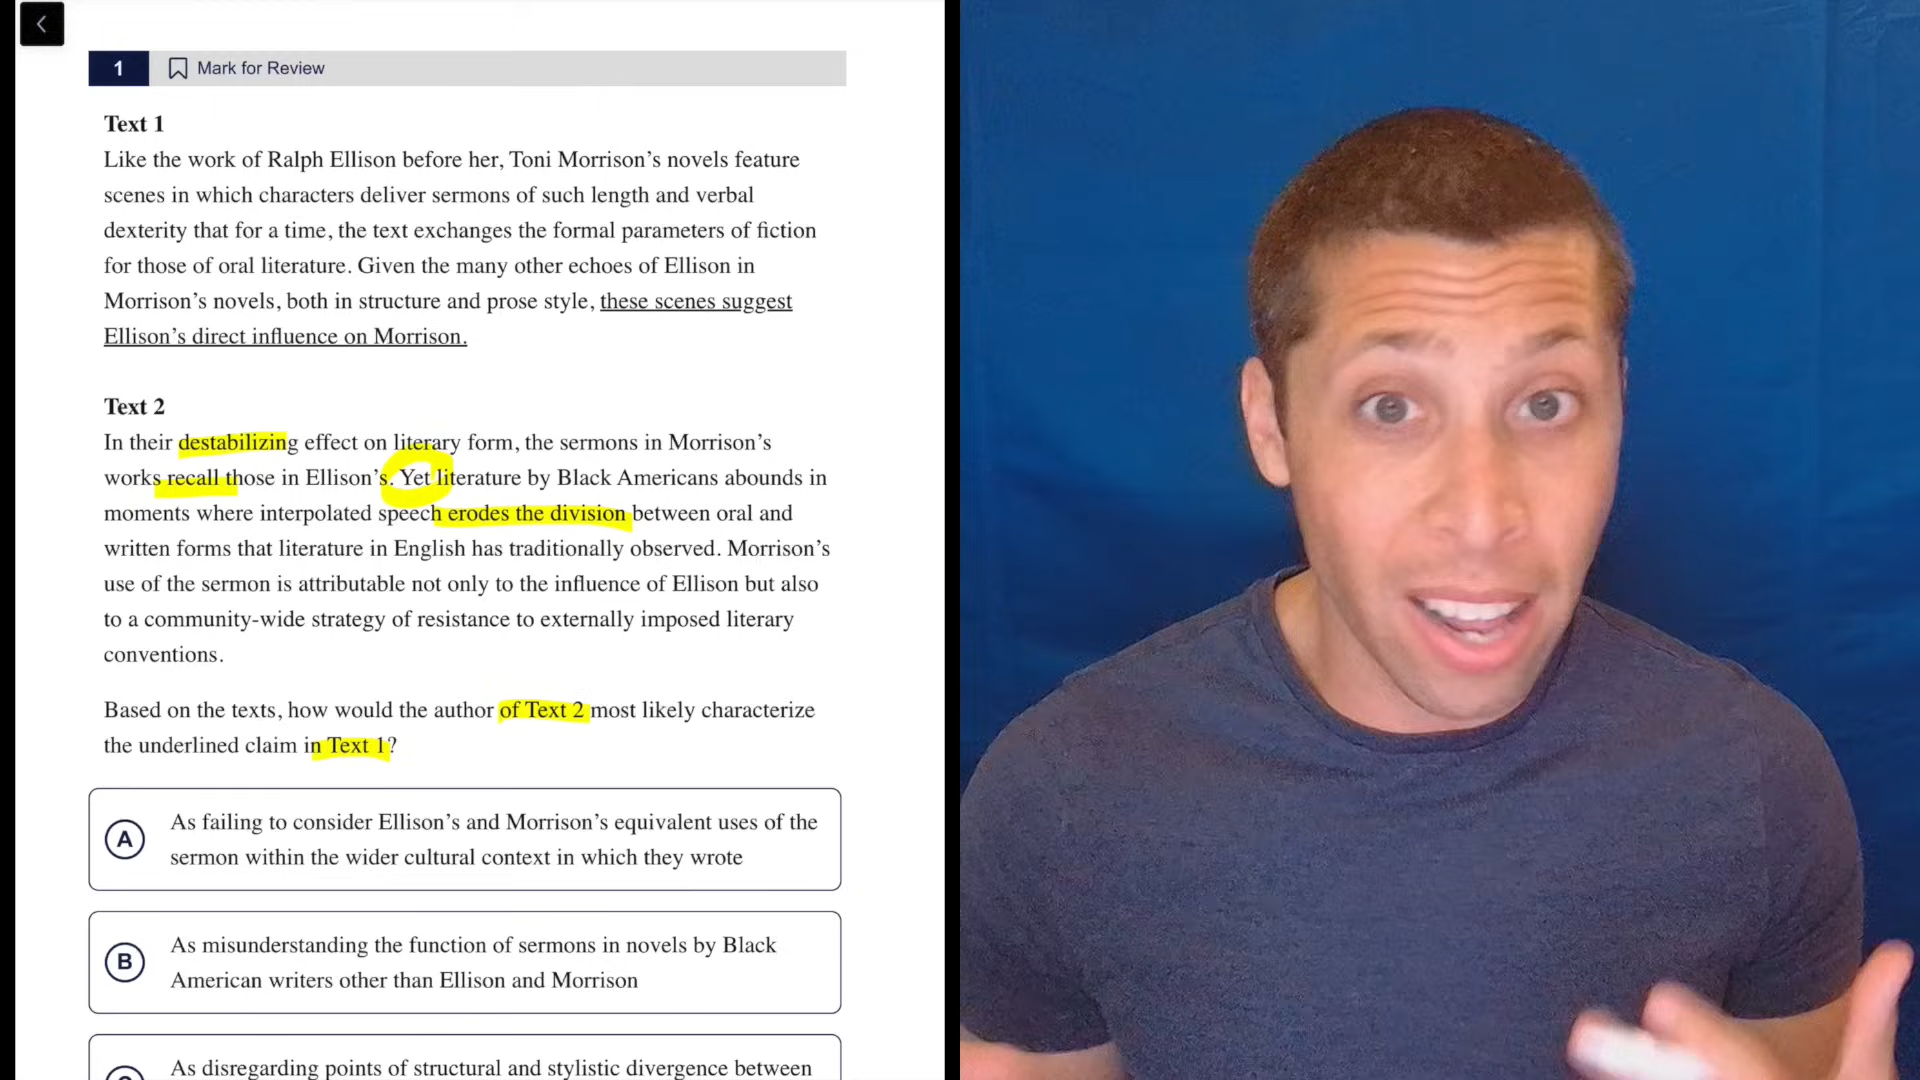 1 Mark for Review
Text 1
Like the work of Ralph Ellison before her, Toni Morrison’s novels feature
scenes in which characters deliver sermons of such length and verbal
dexterity that for a time, the text exchanges the formal parameters of fiction
for those of oral literature. Given the many other echoes of Ellison in
Morrison’s novels, both in structure and prose style, these scenes suggest
Ellison’s direct influence on Morrison.
Text 2
In their destabilizing effect on literary form, the sermons in Morrison’s
works recall those in Ellison’s. Yet literature by Black Americans abounds in
moments where interpolated speech erodes the division between oral and
written forms that literature in English has traditionally observed. Morrison’s
use of the sermon is attributable not only to the influence of Ellison but also
to a community-wide strategy of resistance to externally imposed literary
conventions.
Based on the texts, how would the author of Text 2 most likely characterize
the underlined claim in Text 1?
A As failing to consider Ellison’s and Morrison’s equivalent uses of the
sermon within the wider cultural context in which they wrote
B As misunderstanding the function of sermons in novels by Black
American writers other than Ellison and Morrison
As disregarding points of structural and stylistic divergence between